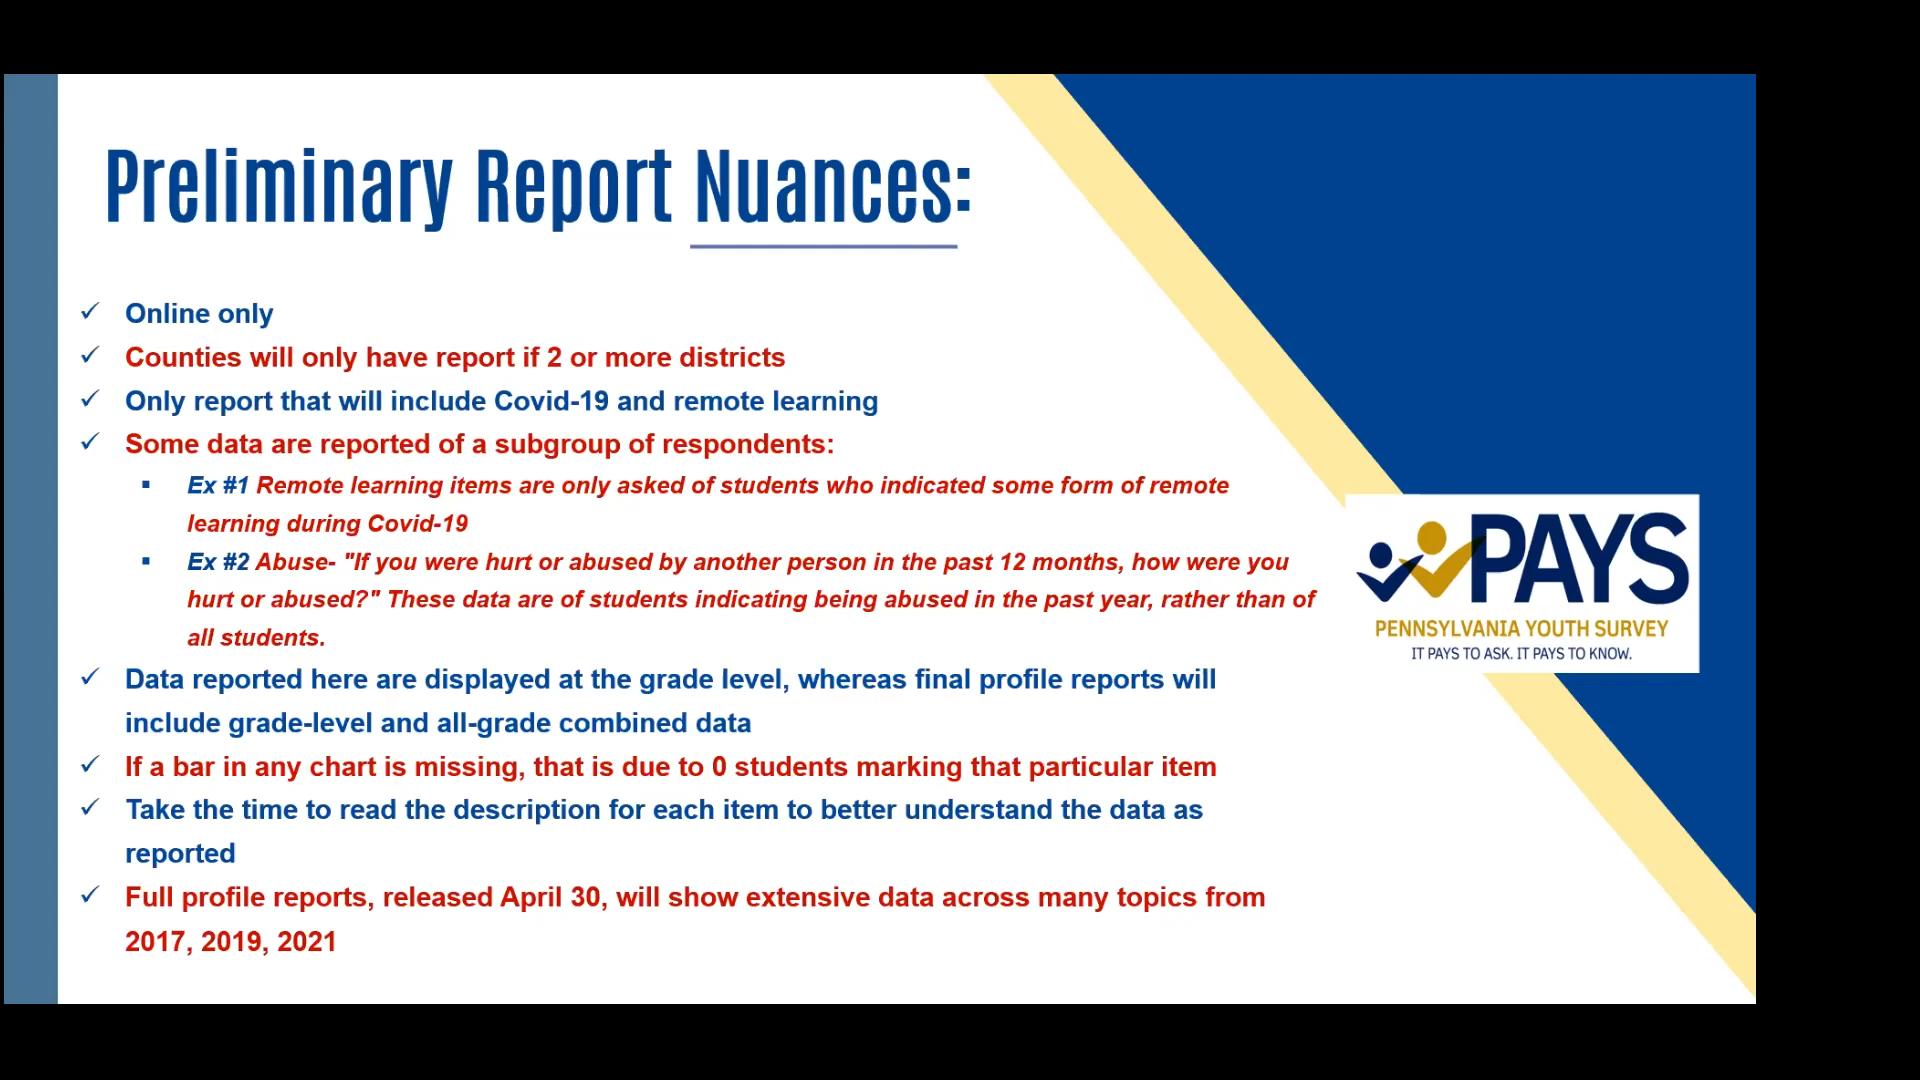 Preliminary Report Nuances:
✓ Online only
✓ Counties will only have report if 2 or more districts
✓ Only report that will include Covid-19 and remote learning
✓ Some data are reported of a subgroup of respondents:
▪ Ex #1 Remote learning items are only asked of students who indicated some form of remote
learning during Covid-19
▪ Ex #2 Abuse- "If you were hurt or abused by another person in the past 12 months, how were you
hurt or abused?" These data are of students indicating being abused in the past year, rather than of
all students.
✓ Data reported here are displayed at the grade level, whereas final profile reports will
include grade-level and all-grade combined data
✓ If a bar in any chart is missing, that is due to 0 students marking that particular item
✓ Take the time to read the description for each item to better understand the data as
reported
✓ Full profile reports, released April 30, will show extensive data across many topics from
2017, 2019, 2021
PAYS
PENNSYLVANIA YOUTH SURVEY
IT PAYS TO ASK. IT PAYS TO KNOW.